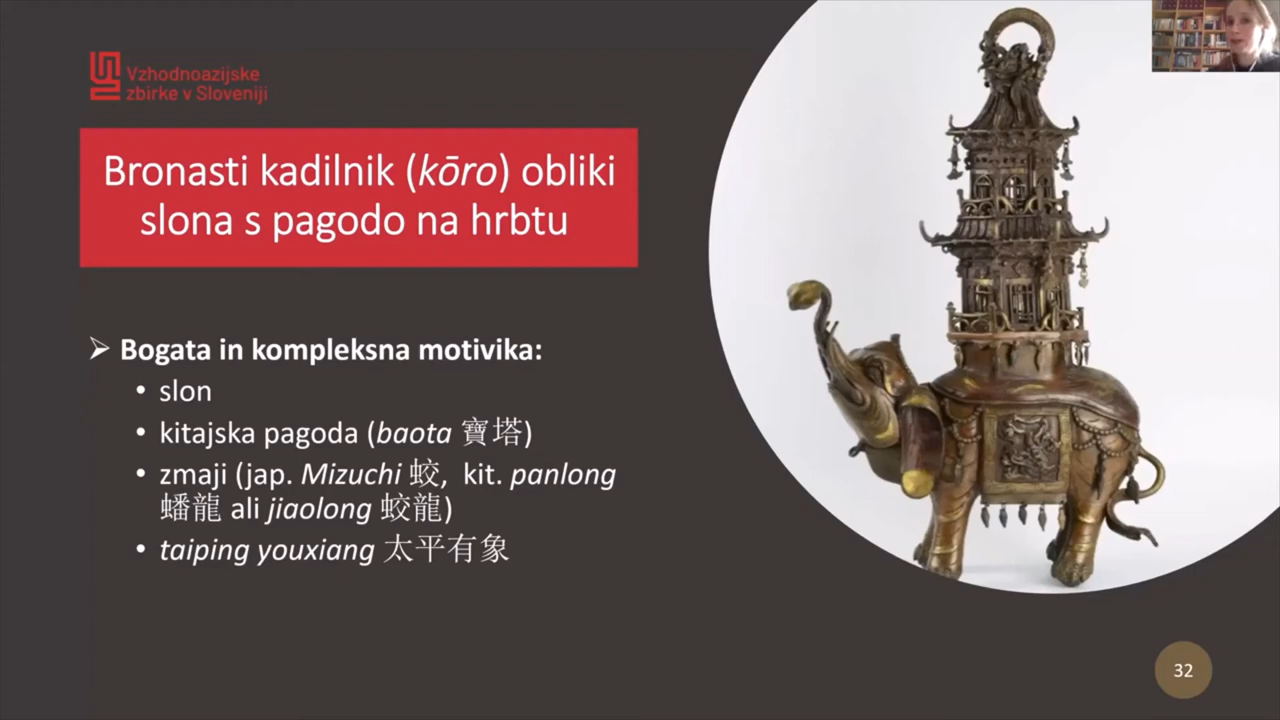 Vzhodnoazijske
zbirke v Sloveniji
Bronasti kadilnik (kōro) obliki
slona s pagodo na hrbtu
➢ Bogata in kompleksna motivika:
• slon
• kitajska pagoda (baota 寶塔)
• zmaji (jap. Mizuchi 蛟, kit. panlong
蟠龍 ali jiaolong 蛟龍)
• taiping youxiang 太平有象
32